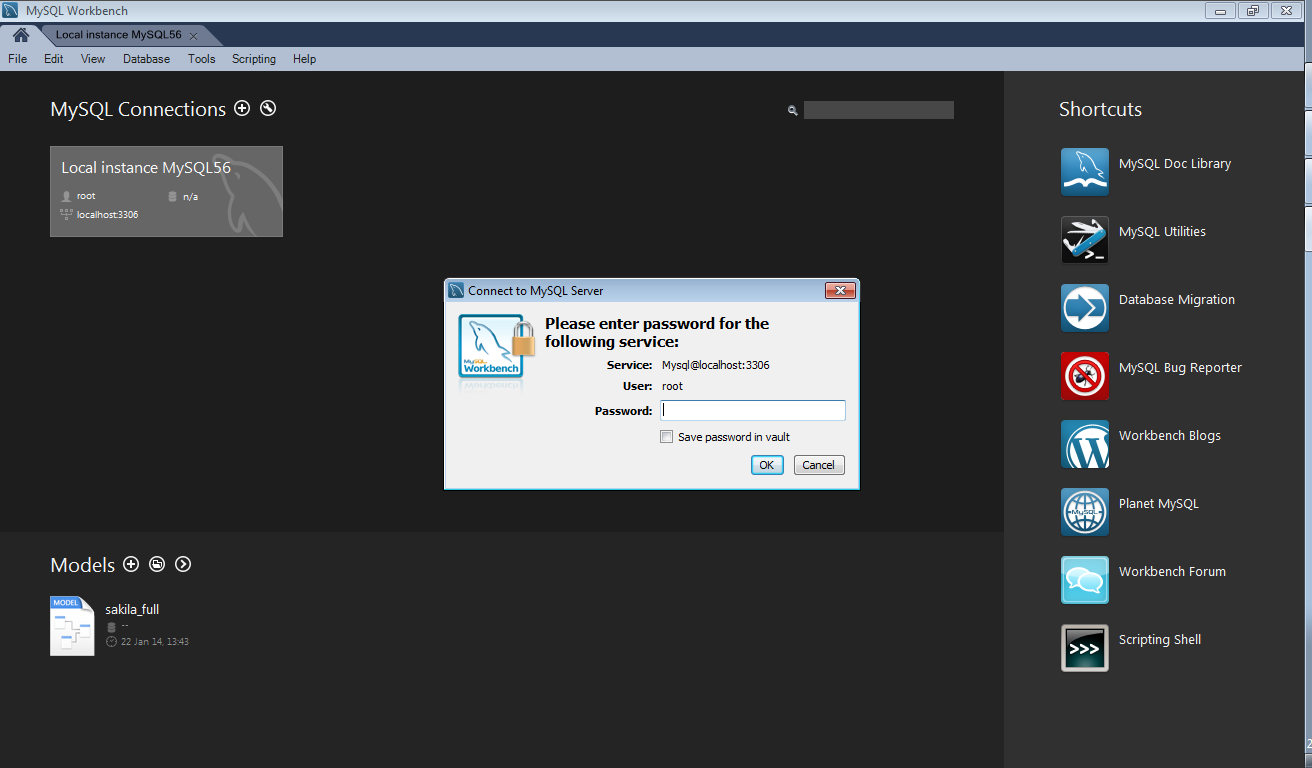 MySQL Workbench
Local instance MySQL56
File Edit View Database Tools Scripting Help
MySQL Connections
Local instance MySQL56
root
n/a
localhost:3306
Connect to MySQL Server
Please enter password for the
following service:
Service: Mysql@localhost:3306
User: root
Password:
Save password in vault
OK Cancel
MySQL
Workbench
Models
MODEL
sakila_full
--
22 Jan 14, 13:43
Shortcuts
MySQL Doc Library
>_
MySQL Utilities
Database Migration
MySQL Bug Reporter
Workbench Blogs
MySQL
Planet MySQL
Workbench Forum
>>>
Scripting Shell
2